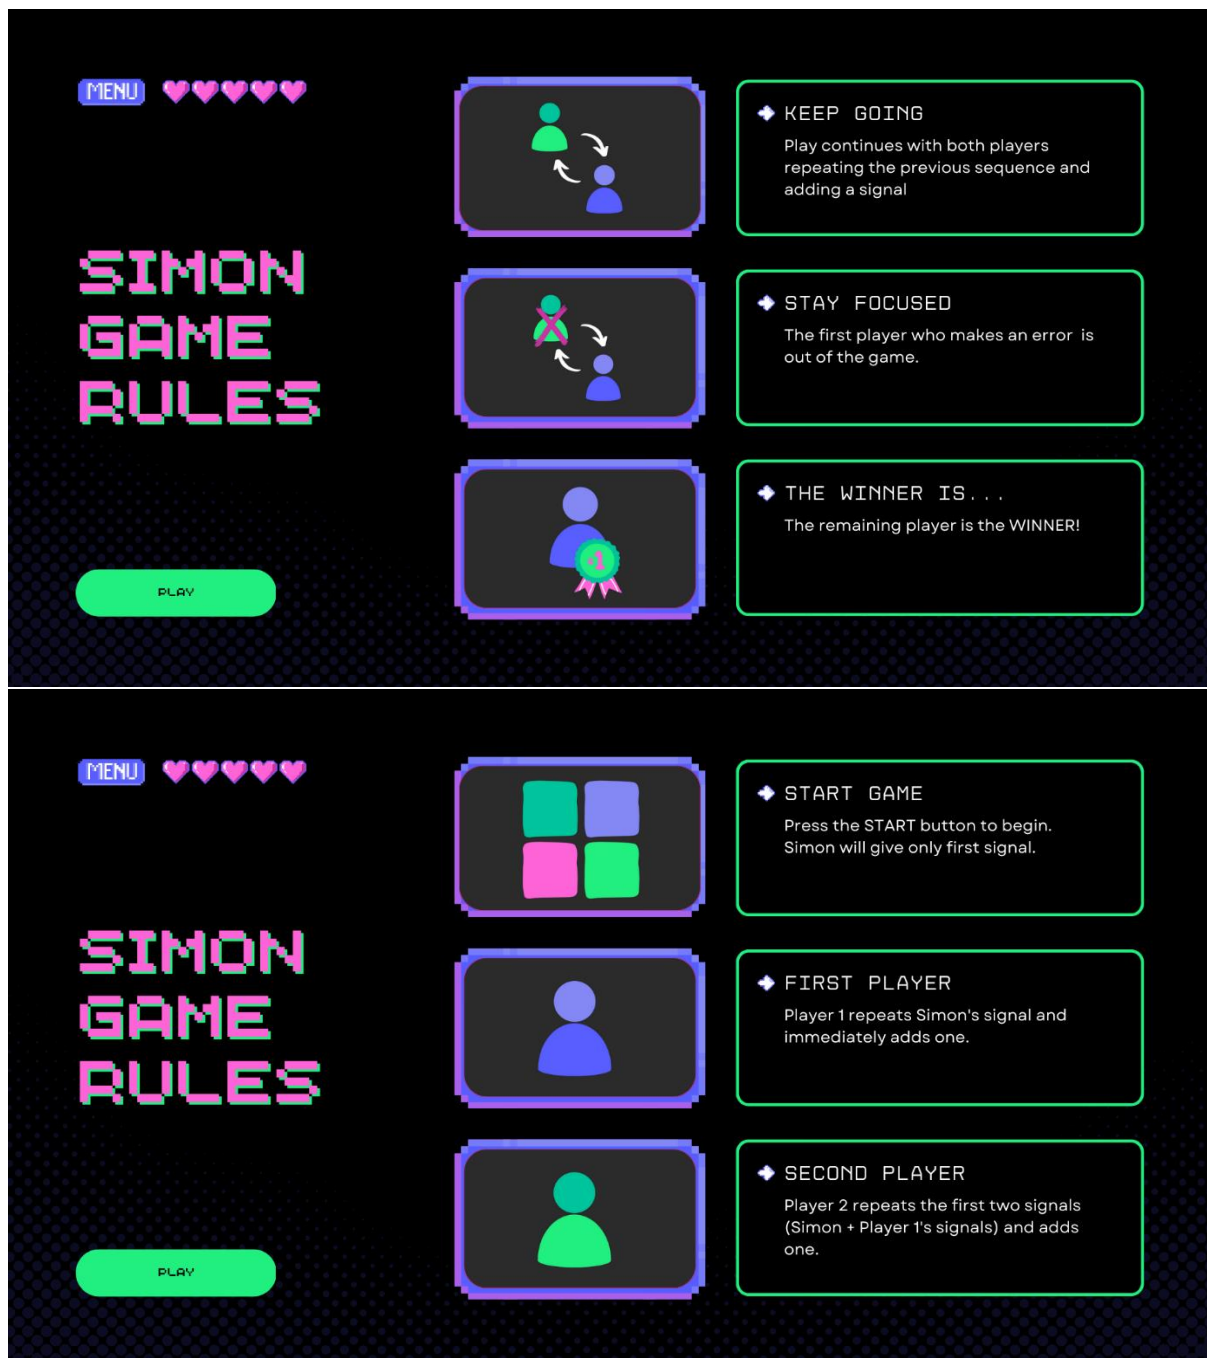 MENU
SIMON
GAME
RULES
PLAY
KEEP GOING
Play continues with both players
repeating the previous sequence and
adding a signal
STAY FOCUSED
The first player who makes an error is
out of the game.
1
THE WINNER IS...
The remaining player is the WINNER!
MENU
SIMON
GAME
RULES
PLAY
START GAME
Press the START button to begin.
Simon will give only first signal.
FIRST PLAYER
Player 1 repeats Simon's signal and
immediately adds one.
SECOND PLAYER
Player 2 repeats the first two signals
(Simon + Player 1's signals) and adds
one.